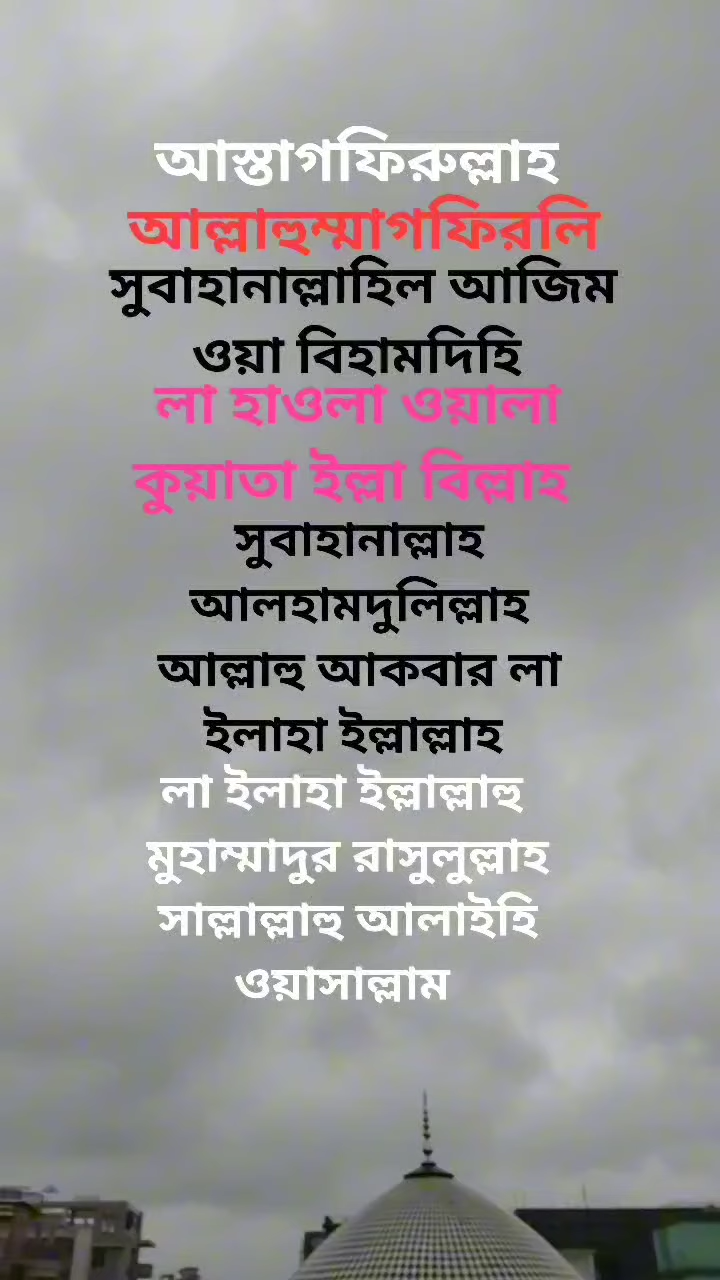 আস্তাগফিরুল্লাহ
আল্লাহুম্মাগফিরলি
সুবাহানাল্লাহিল আজিম
ওয়া বিহামদিহি
লা হাওলা ওয়ালা
কুয়াতা ইল্লা বিল্লাহ
সুবাহানাল্লাহ
আলহামদুলিল্লাহ
আল্লাহু আকবার লা
ইলাহা ইল্লাল্লাহ
লা ইলাহা ইল্লাল্লাহু
মুহাম্মাদুর রাসুলুল্লাহ
সাল্লাল্লাহু আলাইহি
ওয়াসাল্লাম